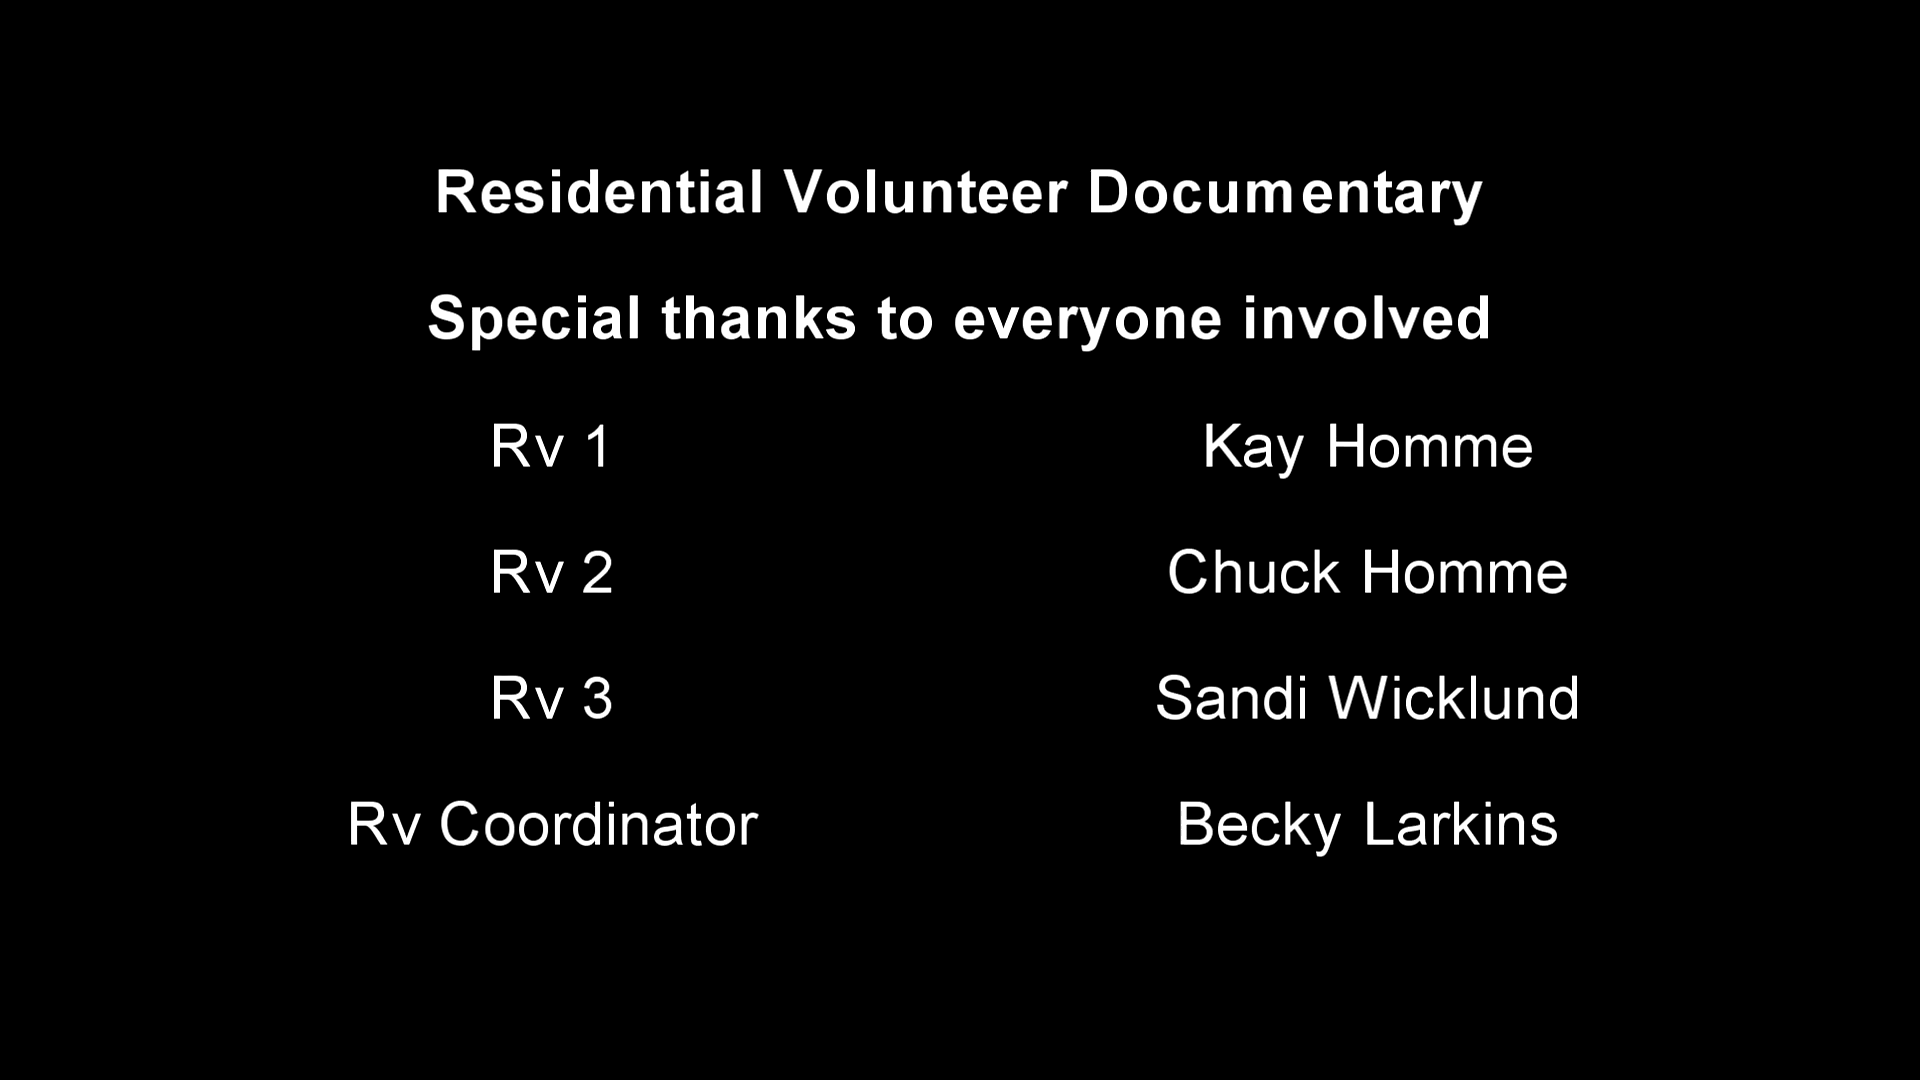 Residential Volunteer Documentary
Special thanks to everyone involved
Rv 1 Kay Homme
Rv 2 Chuck Homme
Rv 3 Sandi Wicklund
Rv Coordinator Becky Larkins